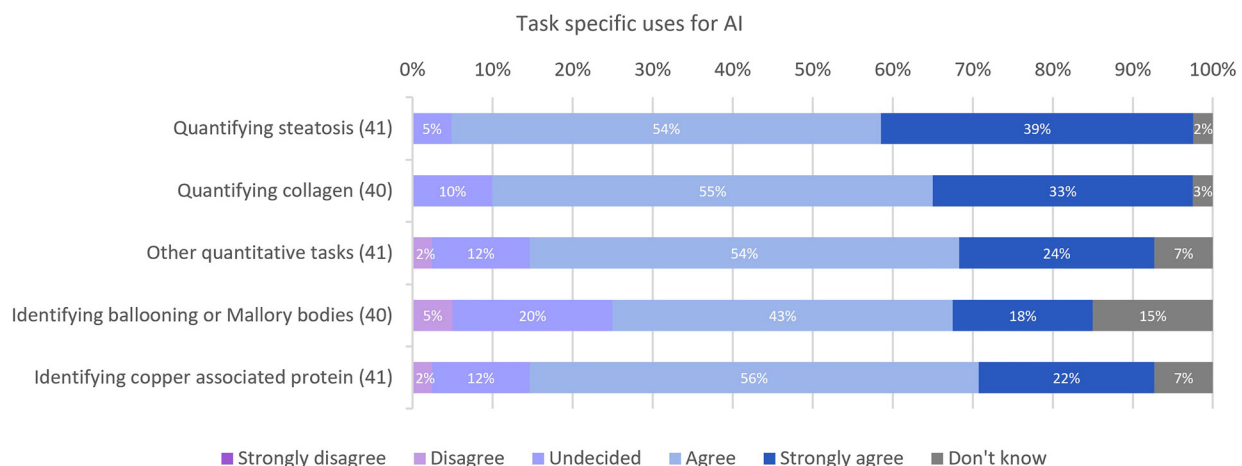 Task specific uses for AI
0% 10% 20% 30% 40% 50% 60% 70% 80% 90% 100%
Quantifying steatosis (41) 5% 54% 39% 2%
Quantifying collagen (40) 10% 55% 33% 3%
Other quantitative tasks (41) 2% 12% 54% 24% 7%
Identifying ballooning or Mallory bodies (40) 5% 20% 43% 18% 15%
Identifying copper associated protein (41) 2% 12% 56% 22% 7%
Strongly disagree Disagree Undecided Agree Strongly agree Don't know